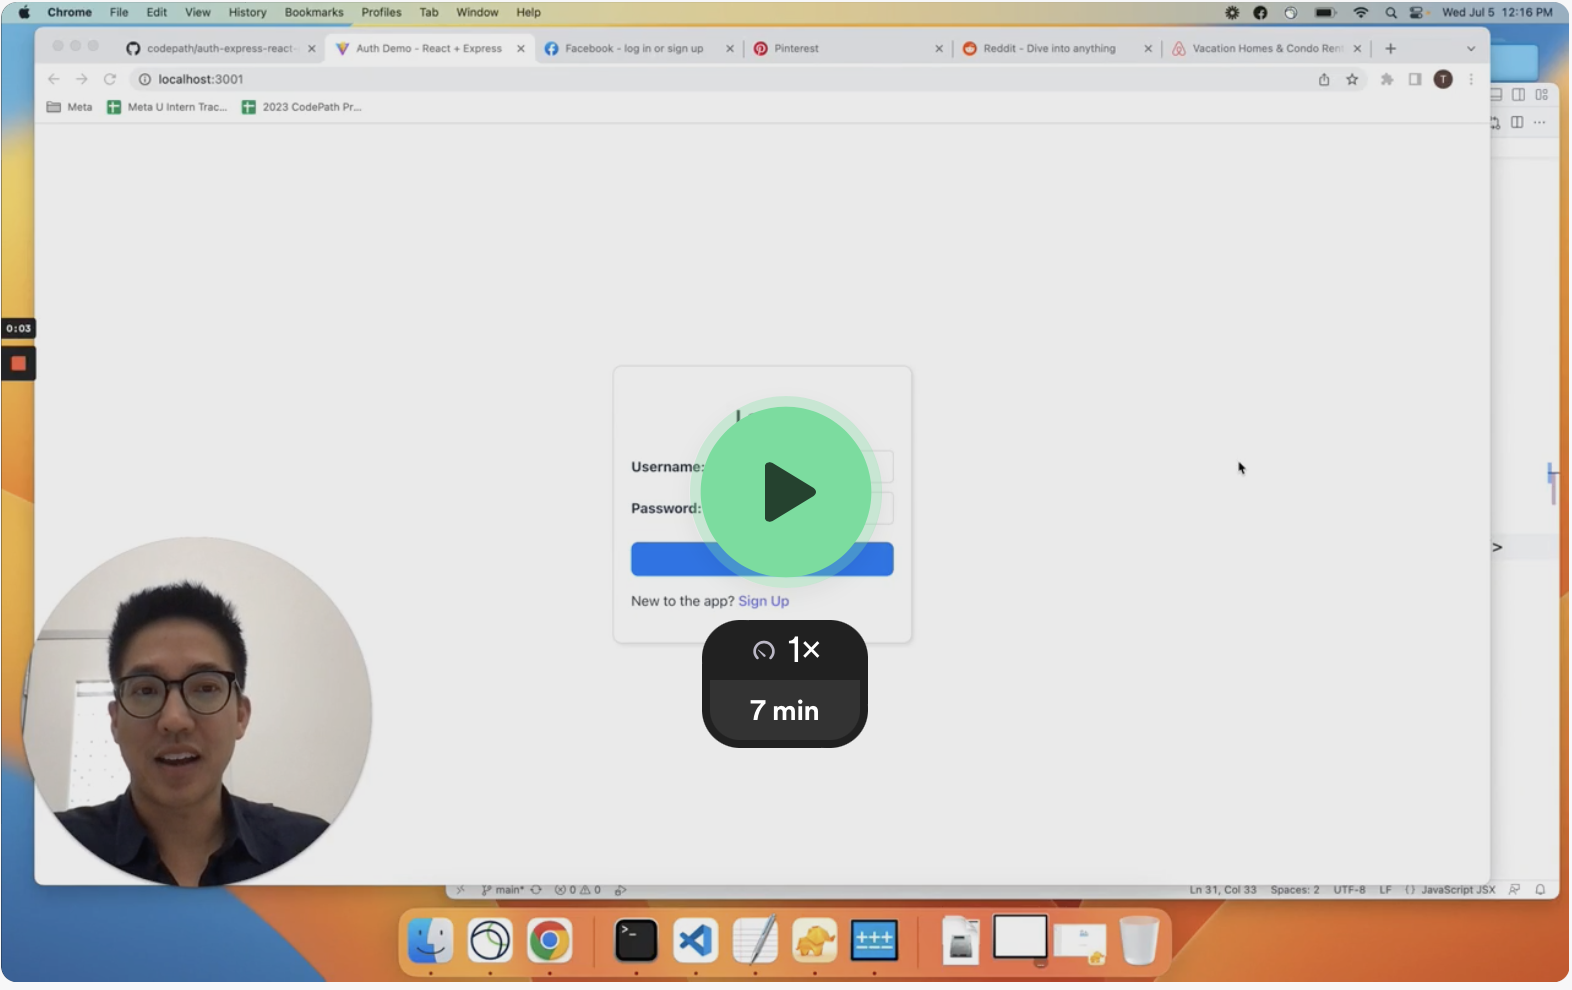 Chrome File Edit View History Bookmarks Profiles Tab Window Help Wed Jul 5 12:16 PM
codepath/auth-express-react- Auth Demo - React + Express Facebook - log in or sign up Pinterest Reddit - Dive into anything Vacation Homes & Condo Ren
localhost:3001 T
Meta Meta U Intern Trac... 2023 CodePath Pr...
0:03
Username:
Password:
New to the app? Sign Up
1×
7 min
>
main* 0 0 Ln 31, Col 33 Spaces: 2 UTF-8 LF {} JavaScript JSX
>_
+++